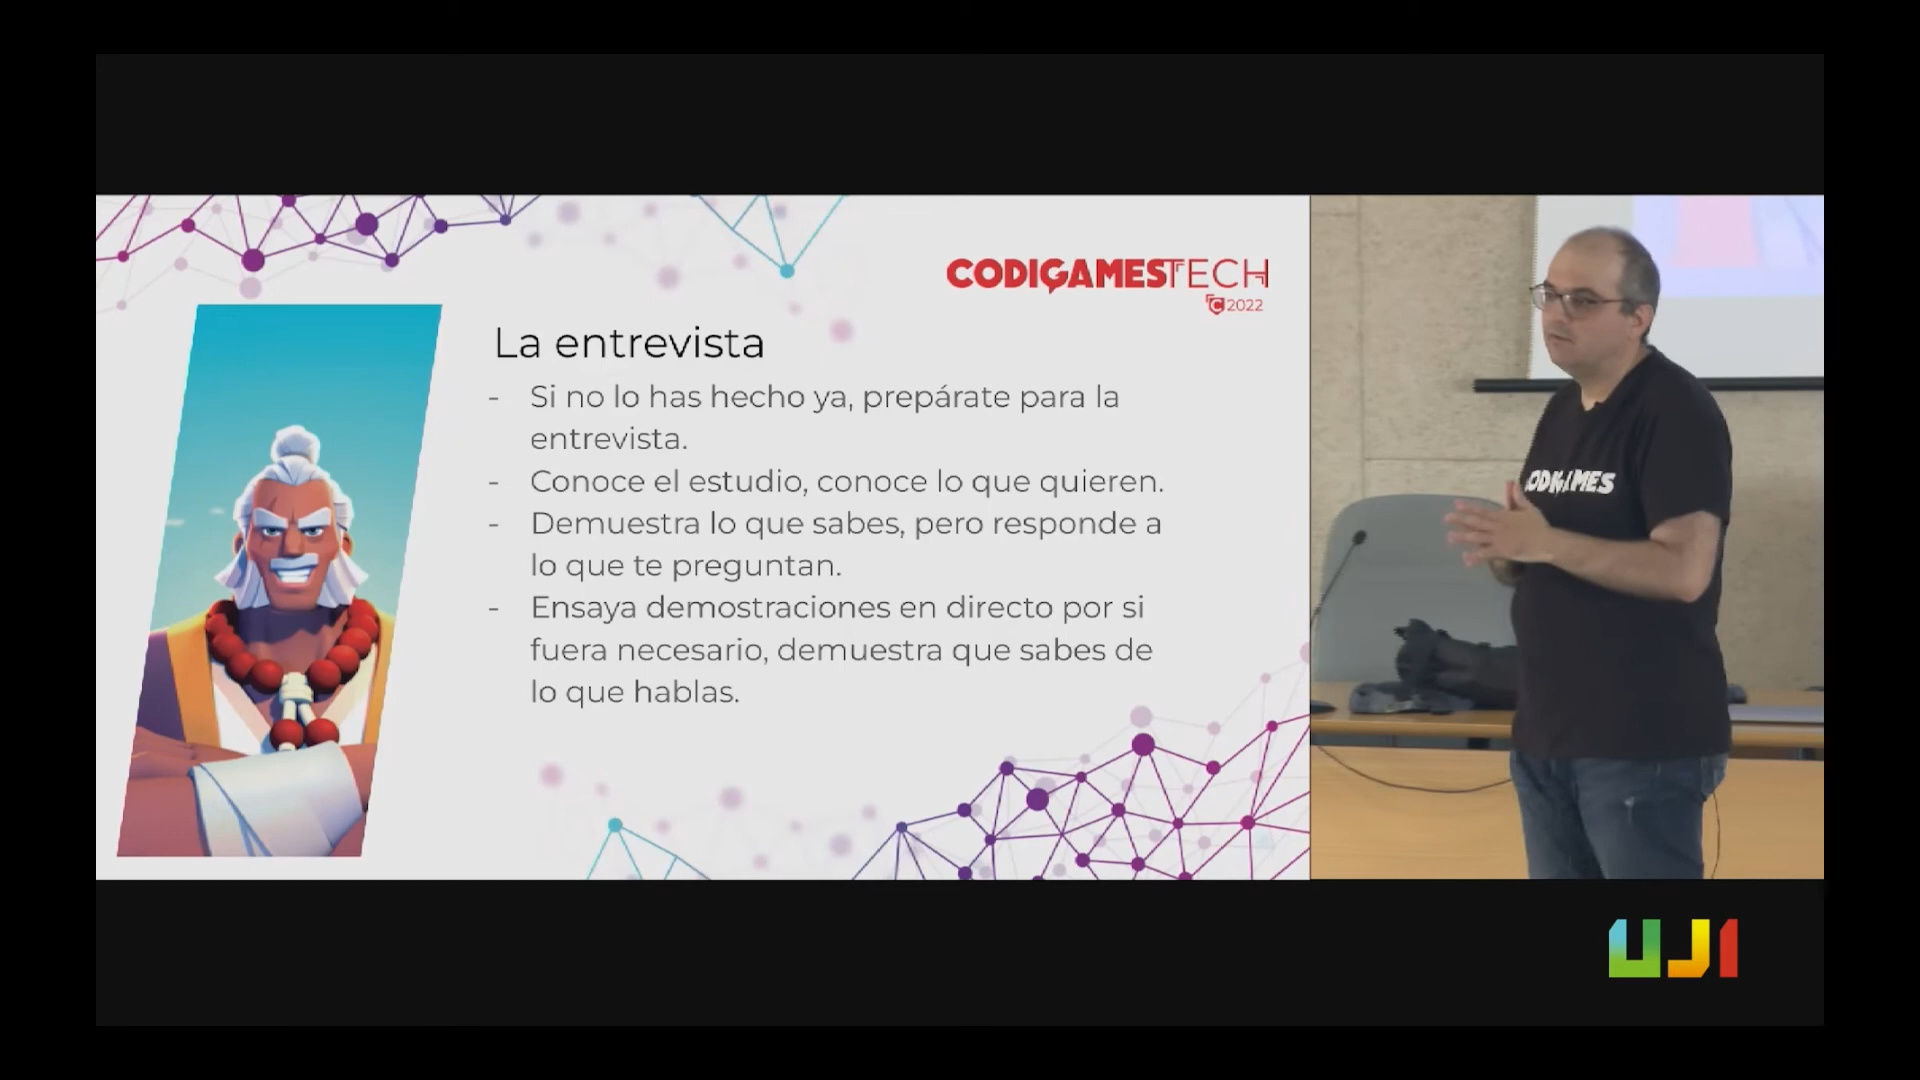 CODIGAMESTECH
C 2022
La entrevista
- Si no lo has hecho ya, prepárate para la
entrevista.
- Conoce el estudio, conoce lo que quieren.
- Demuestra lo que sabes, pero responde a
lo que te preguntan.
- Ensaya demostraciones en directo por si
fuera necesario, demuestra que sabes de
lo que hablas.
CODIGAMES
UJI